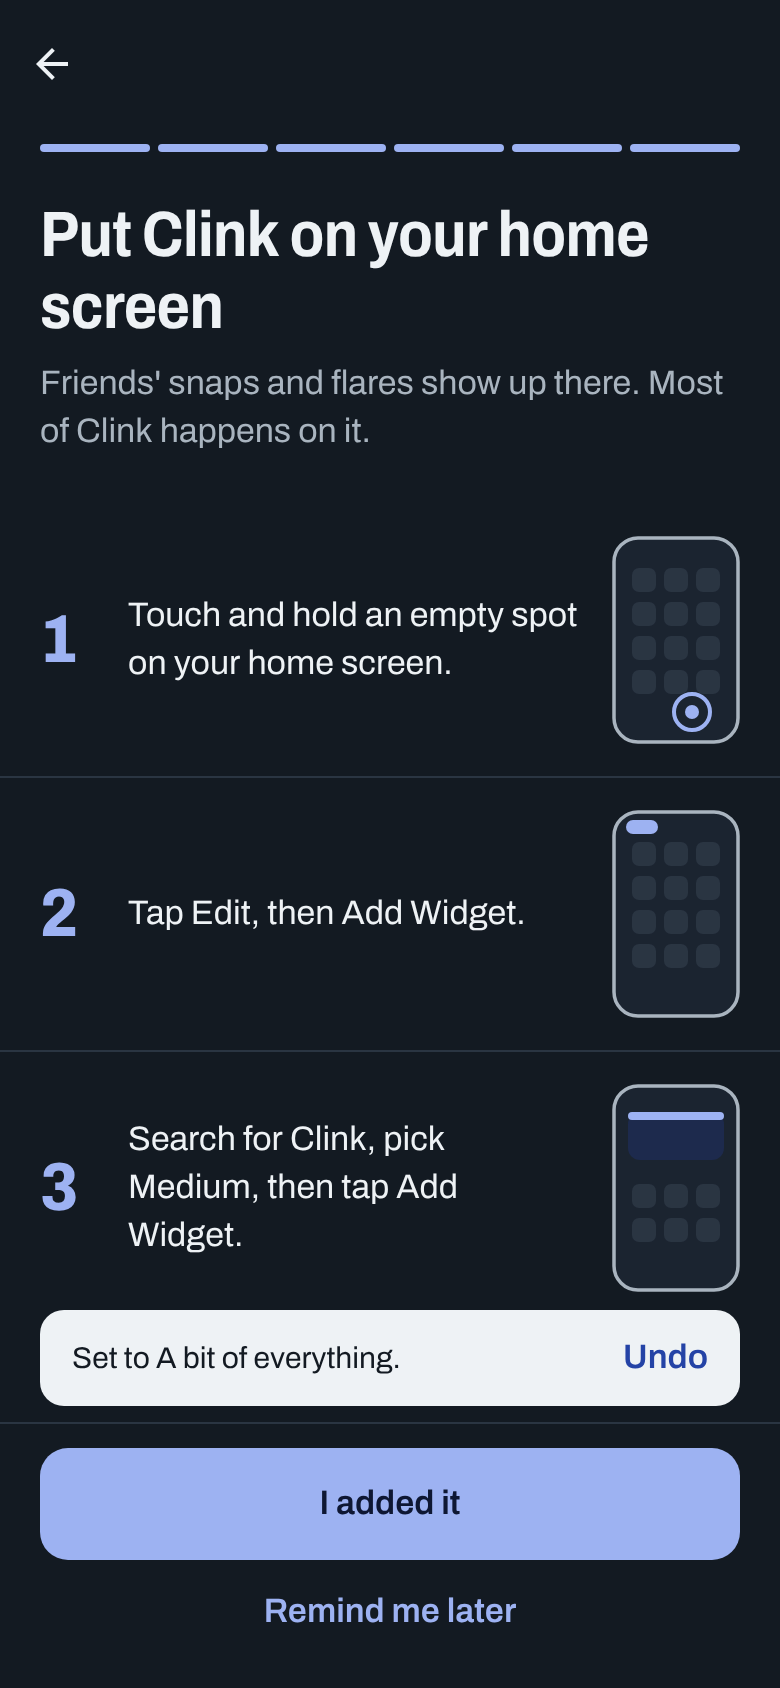 Put Clink on your home
screen
Friends' snaps and flares show up there. Most
of Clink happens on it.
1
Touch and hold an empty spot
on your home screen.
2
Tap Edit, then Add Widget.
3
Search for Clink, pick
Medium, then tap Add
Widget.
Set to A bit of everything.
Undo
I added it
Remind me later